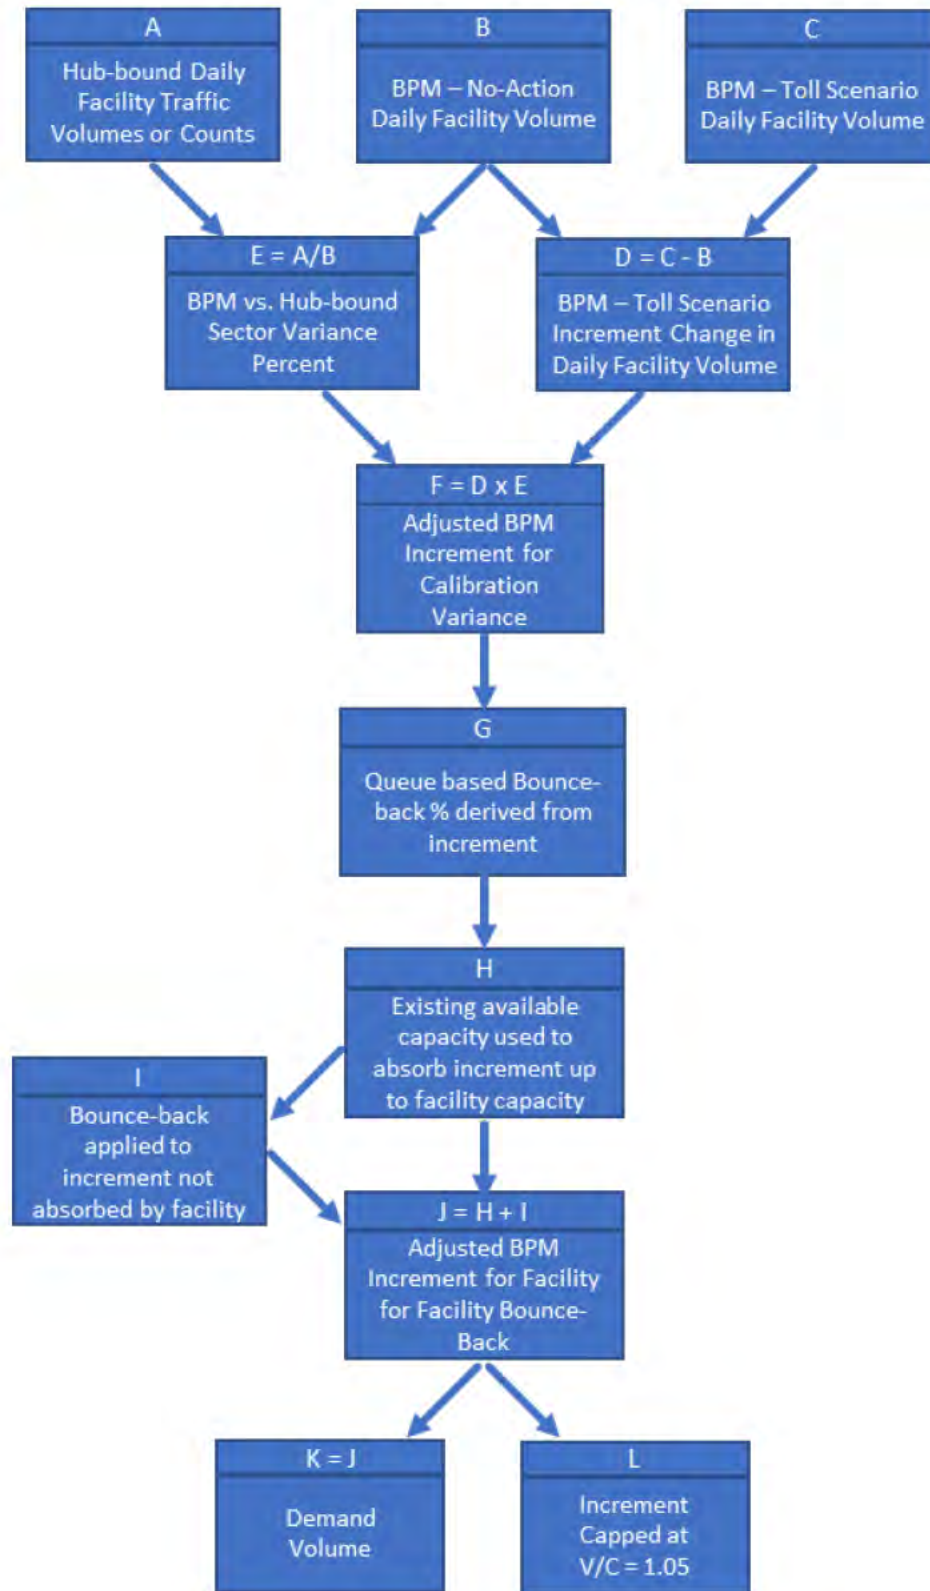 A
Hub-bound Daily
Facility Traffic
Volumes or Counts
B
BPM – No-Action
Daily Facility Volume
C
BPM – Toll Scenario
Daily Facility Volume
E = A/B
BPM vs. Hub-bound
Sector Variance
Percent
D = C - B
BPM – Toll Scenario
Increment Change in
Daily Facility Volume
F = D x E
Adjusted BPM
Increment for
Calibration
Variance
G
Queue based Bounce-
back % derived from
increment
H
Existing available
capacity used to
absorb increment up
to facility capacity
I
Bounce-back
applied to
increment not
absorbed by facility
J = H + I
Adjusted BPM
Increment for Facility
for Facility Bounce-
Back
K = J
Demand
Volume
L
Increment
Capped at
V/C = 1.05